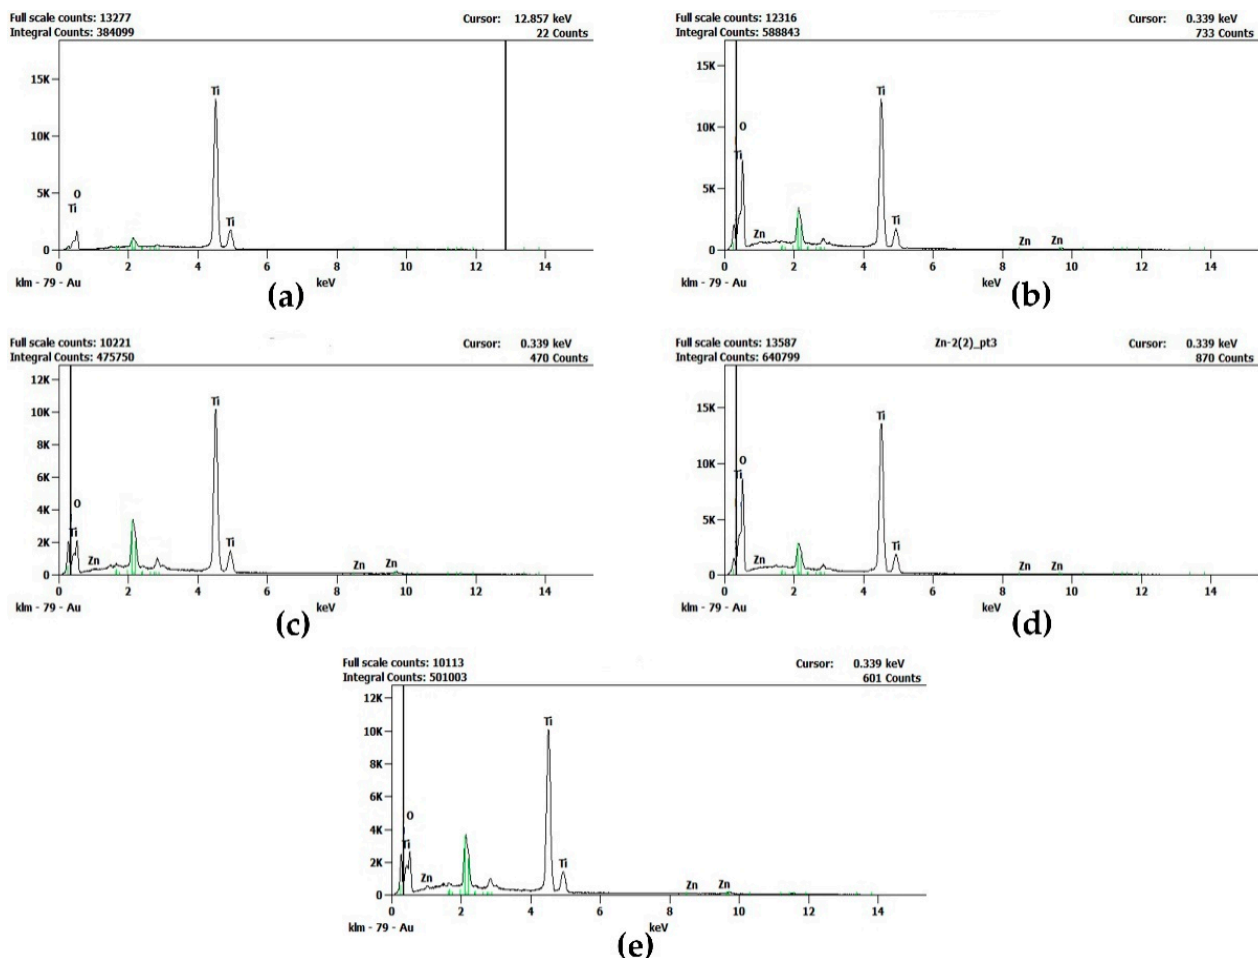 Full scale counts: 13277
Cursor: 12.857 keV
Integral Counts: 384099
22 Counts
15K
10K
5K
0
Ti
O
Ti
Ti
0 2 4 6 8 10 12 14
klm - 79 - Au
keV
(a)
Full scale counts: 12316
Cursor: 0.339 keV
Integral Counts: 588843
733 Counts
15K
10K
5K
0
Ti
O
Ti
Ti
Zn
Zn
Zn
0 2 4 6 8 10 12 14
klm - 79 - Au
keV
(b)
Full scale counts: 10221
Cursor: 0.339 keV
Integral Counts: 475750
470 Counts
12K
10K
8K
6K
4K
2K
0
Ti
O
Ti
Ti
Zn
Zn
Zn
0 2 4 6 8 10 12 14
klm - 79 - Au
keV
(c)
Full scale counts: 13587
Zn-2(2)_pt3
Cursor: 0.339 keV
Integral Counts: 640799
870 Counts
15K
10K
5K
0
Ti
O
Ti
Ti
Zn
Zn
Zn
0 2 4 6 8 10 12 14
klm - 79 - Au
keV
(d)
Full scale counts: 10113
Cursor: 0.339 keV
Integral Counts: 501003
601 Counts
12K
10K
8K
6K
4K
2K
0
Ti
O
Ti
Ti
Zn
Zn
Zn
0 2 4 6 8 10 12 14
klm - 79 - Au
keV
(e)